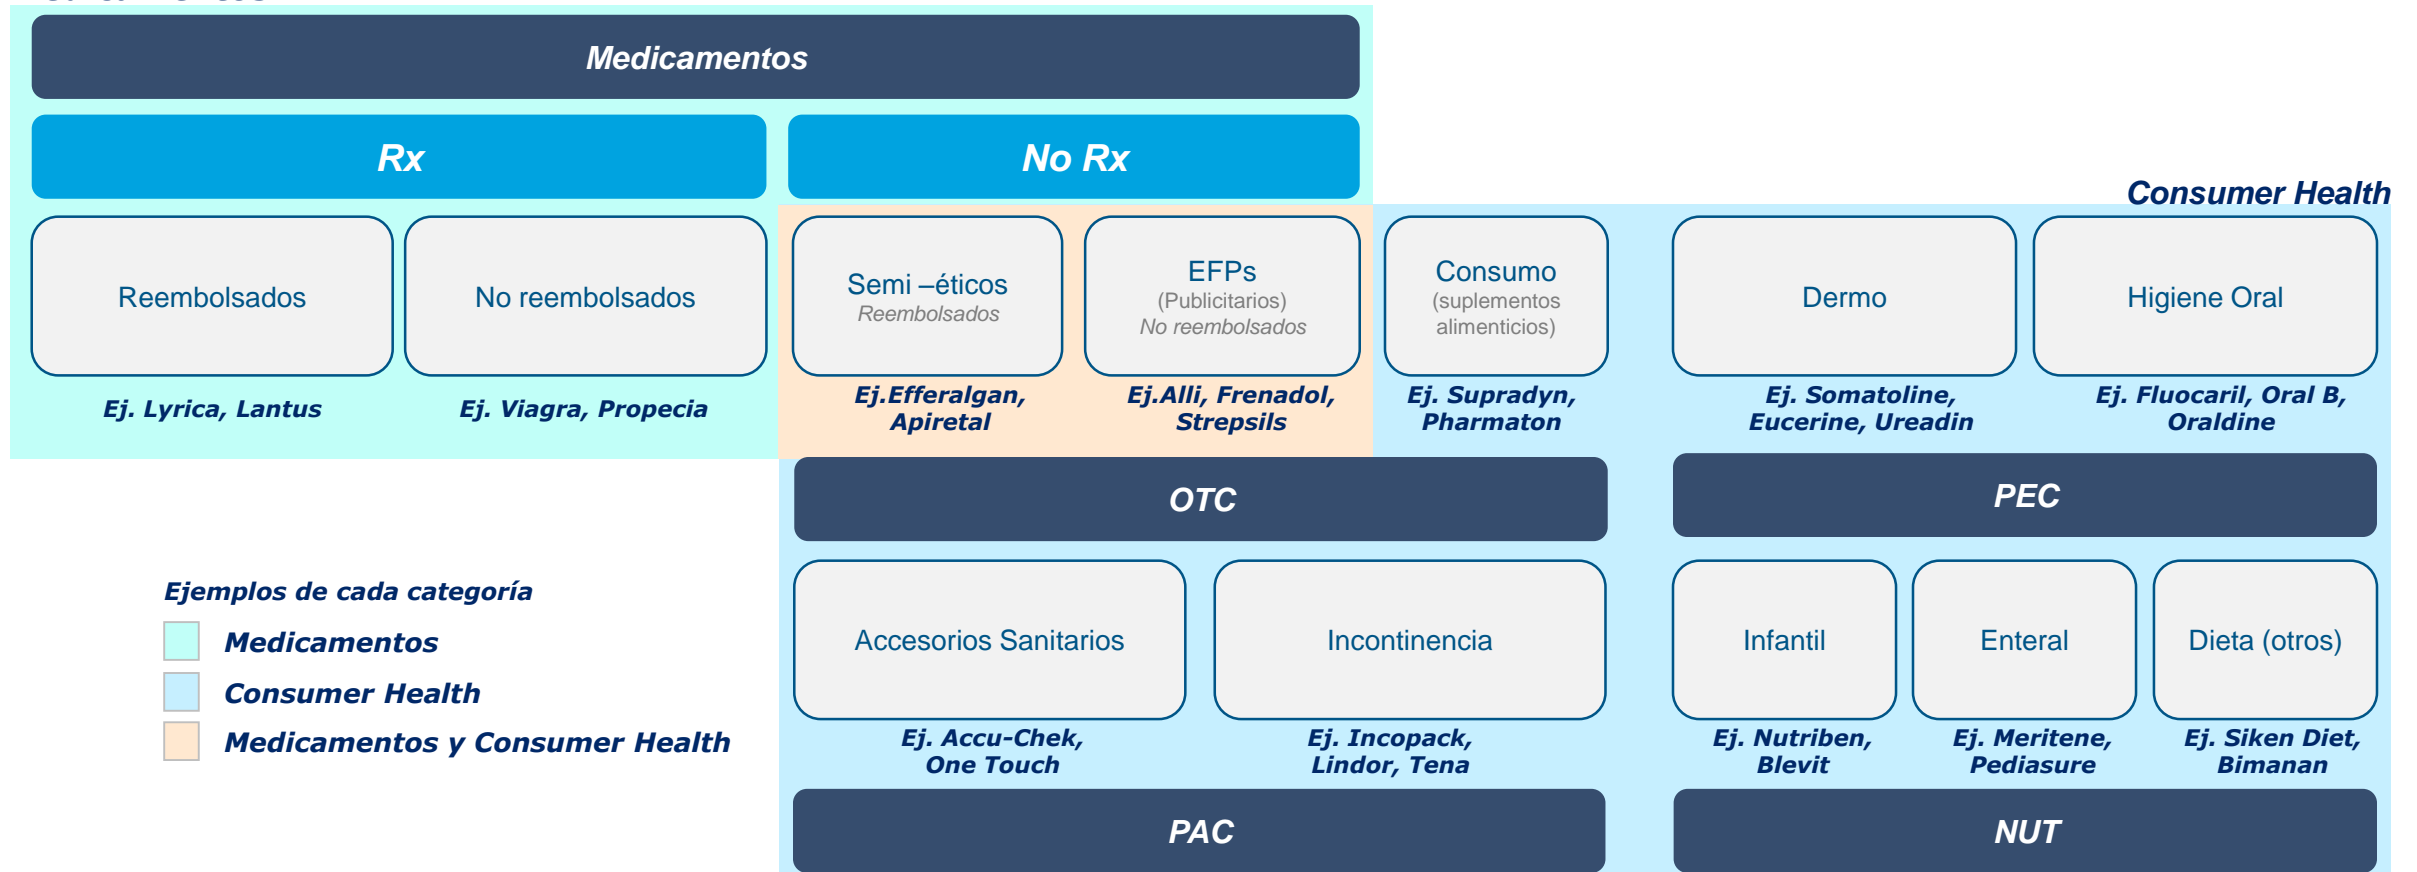 Medicamentos
Rx
No Rx
Consumer Health
Reembolsados
No reembolsados
Semi –éticos
Reembolsados
EFPs
(Publicitarios)
No reembolsados
Consumo
(suplementos
alimenticios)
Dermo
Higiene Oral
Ej. Lyrica, Lantus
Ej. Viagra, Propecia
Ej.Efferalgan,
Apiretal
Ej.Alli, Frenadol,
Strepsils
Ej. Supradyn,
Pharmaton
Ej. Somatoline,
Eucerine, Ureadin
Ej. Fluocaril, Oral B,
Oraldine
OTC
PEC
Ejemplos de cada categoría
Medicamentos
Consumer Health
Medicamentos y Consumer Health
Accesorios Sanitarios
Incontinencia
Infantil
Enteral
Dieta (otros)
Ej. Accu-Chek,
One Touch
Ej. Incopack,
Lindor, Tena
Ej. Nutriben,
Blevit
Ej. Meritene,
Pediasure
Ej. Siken Diet,
Bimanan
PAC
NUT